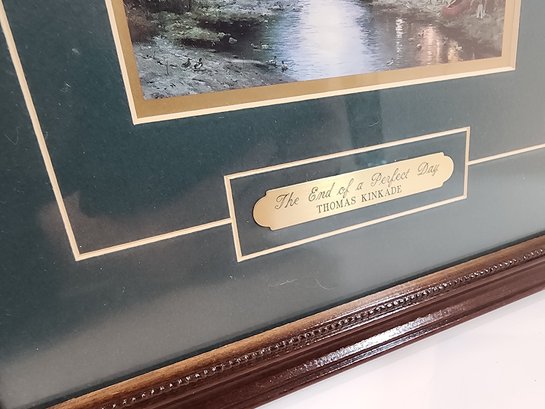 The End of a Perfect Day
THOMAS KINKADE